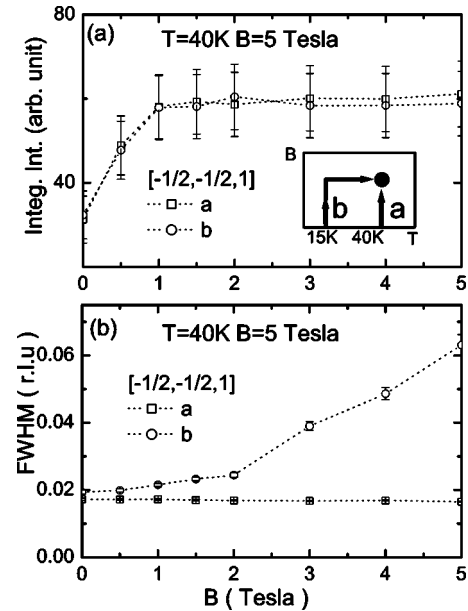 80
(a)
T=40K B=5 Tesla
Integ. Int. (arb. unit)
40
[-1/2,-1/2,1]
a
b
B
b
a
15K 40K T
0 1 2 3 4 5
(b)
T=40K B=5 Tesla
0.06
[-1/2,-1/2,1]
a
b
FWHM ( r.l.u )
0.04
0.02
0.00
0 1 2 3 4 5
B ( Tesla )